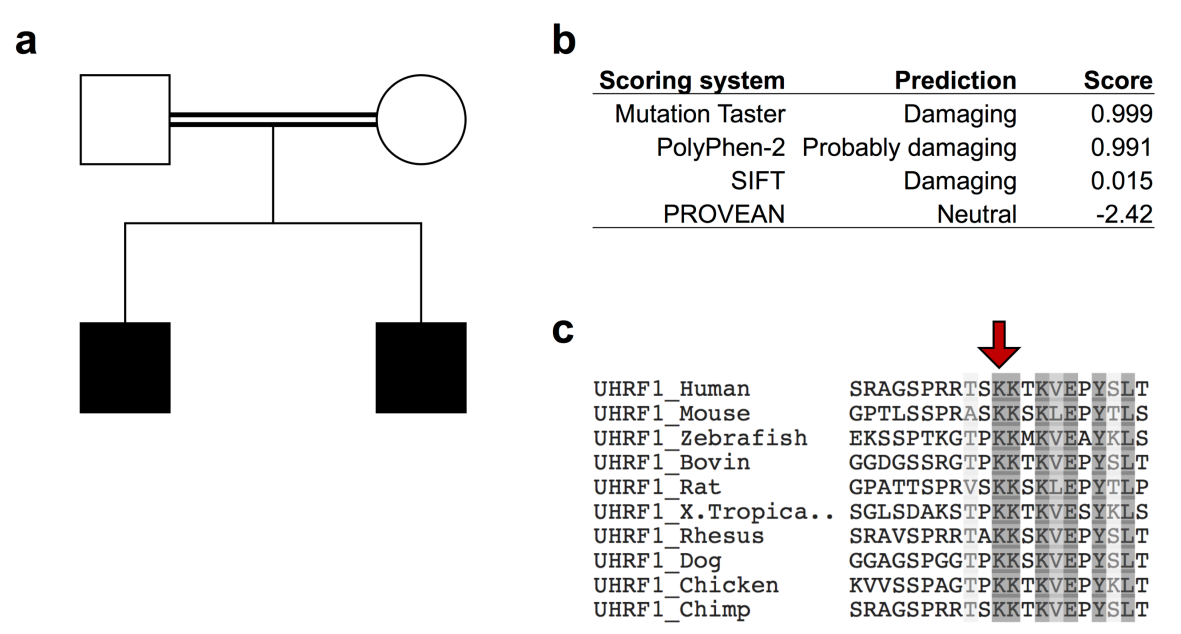 a
b
Scoring system Prediction Score
Mutation Taster Damaging 0.999
PolyPhen-2 Probably damaging 0.991
SIFT Damaging 0.015
PROVEAN Neutral -2.42
c
UHRF1_Human SRAGSPRRTSKKTKVEPYSLT
UHRF1_Mouse GPTLSSPRASKKSKLEPYTLS
UHRF1_Zebrafish EKSSPTKGTPKKMKVEAYKLS
UHRF1_Bovin GGDGSSRGTPKKTKVEPYSLT
UHRF1_Rat GPATTSPRVSKKSKLEPYTLP
UHRF1_X.Tropica.. SGLSDAKSTPKKTKVESYKLS
UHRF1_Rhesus SRAVSPRRTAKKSKVEPYSLT
UHRF1_Dog GGAGSPGGTPKKSKVEPYSLT
UHRF1_Chicken KVVSSPAGTPKKTKVEPYKLT
UHRF1_Chimp SRAGSPRRTSKKTKVEPYSLT